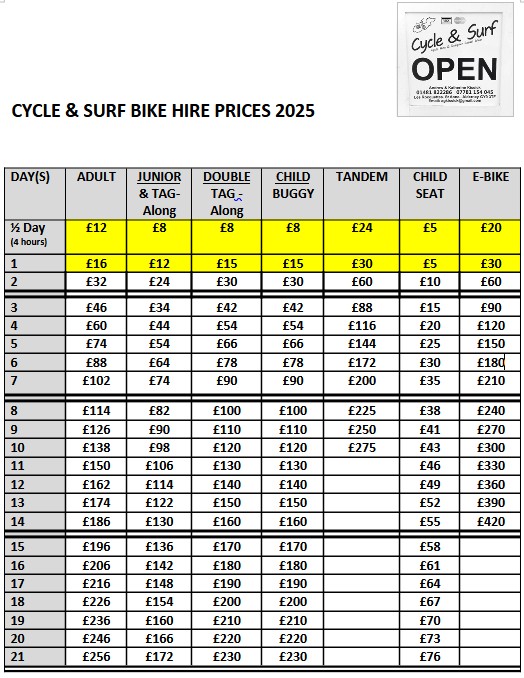 Cycle & Surf
OPEN
Andrew & Katherine Kissick
01481 822286 07781 154 045
CYCLE & SURF BIKE HIRE PRICES 2025
DAY(S) ADULT JUNIOR & TAG-Along DOUBLE TAG -Along CHILD BUGGY TANDEM CHILD SEAT E-BIKE
½ Day (4 hours) £12 £8 £8 £8 £24 £5 £20
1 £16 £12 £15 £15 £30 £5 £30
2 £32 £24 £30 £30 £60 £10 £60
3 £46 £34 £42 £42 £88 £15 £90
4 £60 £44 £54 £54 £116 £20 £120
5 £74 £54 £66 £66 £144 £25 £150
6 £88 £64 £78 £78 £172 £30 £180
7 £102 £74 £90 £90 £200 £35 £210
8 £114 £82 £100 £100 £225 £38 £240
9 £126 £90 £110 £110 £250 £41 £270
10 £138 £98 £120 £120 £275 £43 £300
11 £150 £106 £130 £130 £46 £330
12 £162 £114 £140 £140 £49 £360
13 £174 £122 £150 £150 £52 £390
14 £186 £130 £160 £160 £55 £420
15 £196 £136 £170 £170 £58
16 £206 £142 £180 £180 £61
17 £216 £148 £190 £190 £64
18 £226 £154 £200 £200 £67
19 £236 £160 £210 £210 £70
20 £246 £166 £220 £220 £73
21 £256 £172 £230 £230 £76